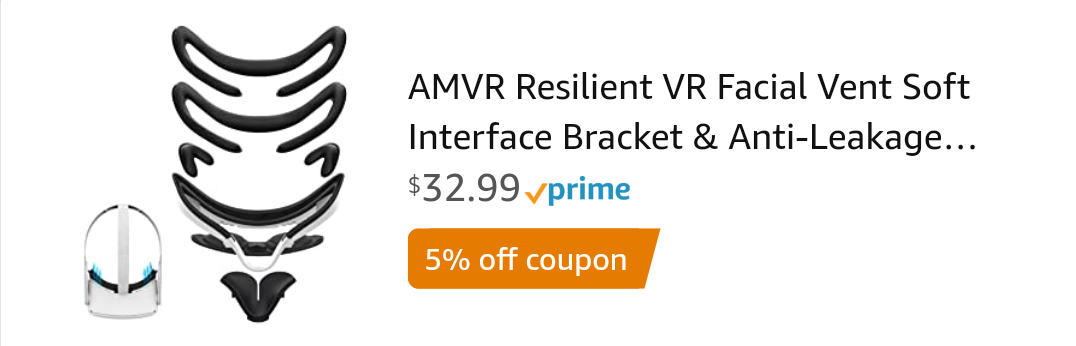 AMVR Resilient VR Facial Vent Soft
Interface Bracket & Anti-Leakage...
$32.99 prime
5% off coupon